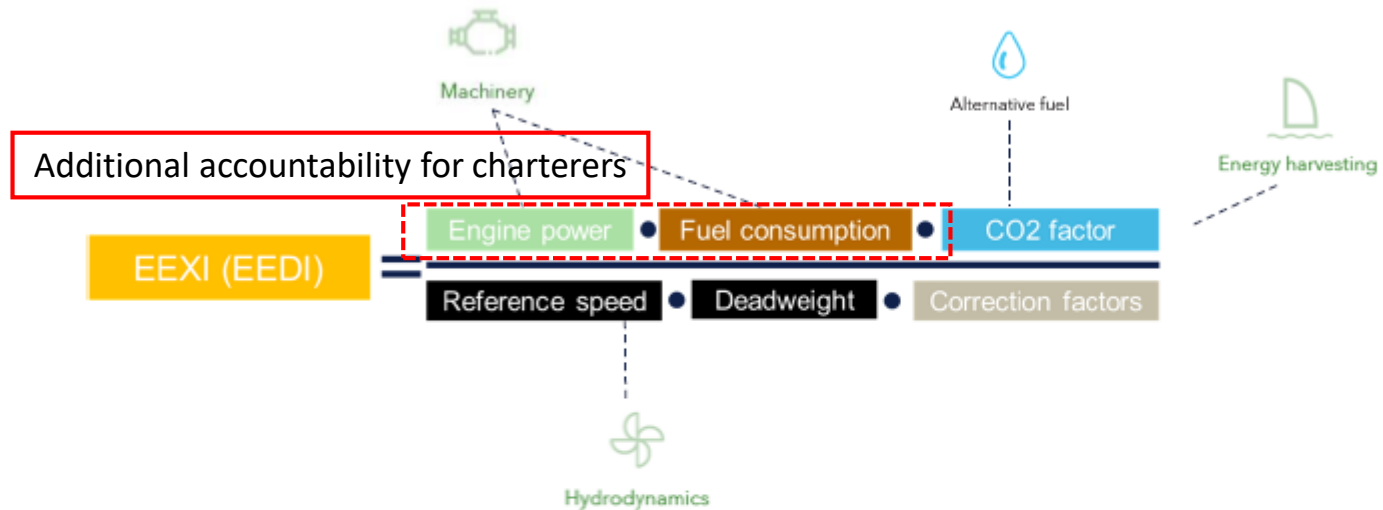 Machinery
Alternative fuel
Energy harvesting
Additional accountability for charterers
Engine power • Fuel consumption • CO2 factor
EEXI (EEDI) =
Reference speed • Deadweight • Correction factors
Hydrodynamics